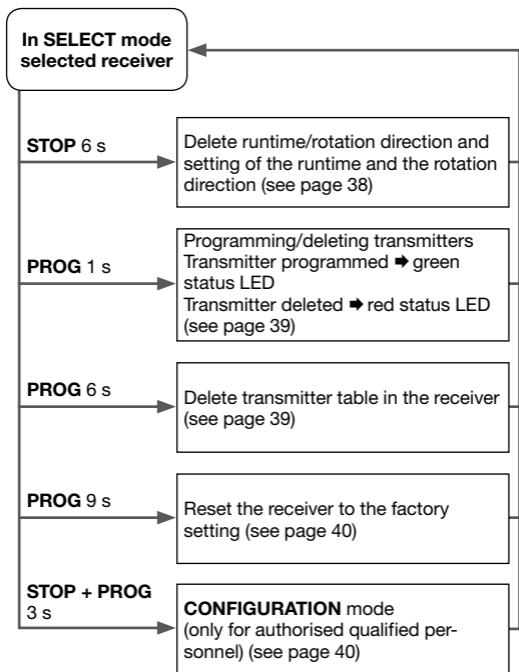 In SELECT mode
selected receiver
STOP 6 s
Delete runtime/rotation direction and
setting of the runtime and the rotation
direction (see page 38)
PROG 1 s
Programming/deleting transmitters
Transmitter programmed ➡ green
status LED
Transmitter deleted ➡ red status LED
(see page 39)
PROG 6 s
Delete transmitter table in the receiver
(see page 39)
PROG 9 s
Reset the receiver to the factory
setting (see page 40)
STOP + PROG
3 s
CONFIGURATION mode
(only for authorised qualified per-
sonnel) (see page 40)